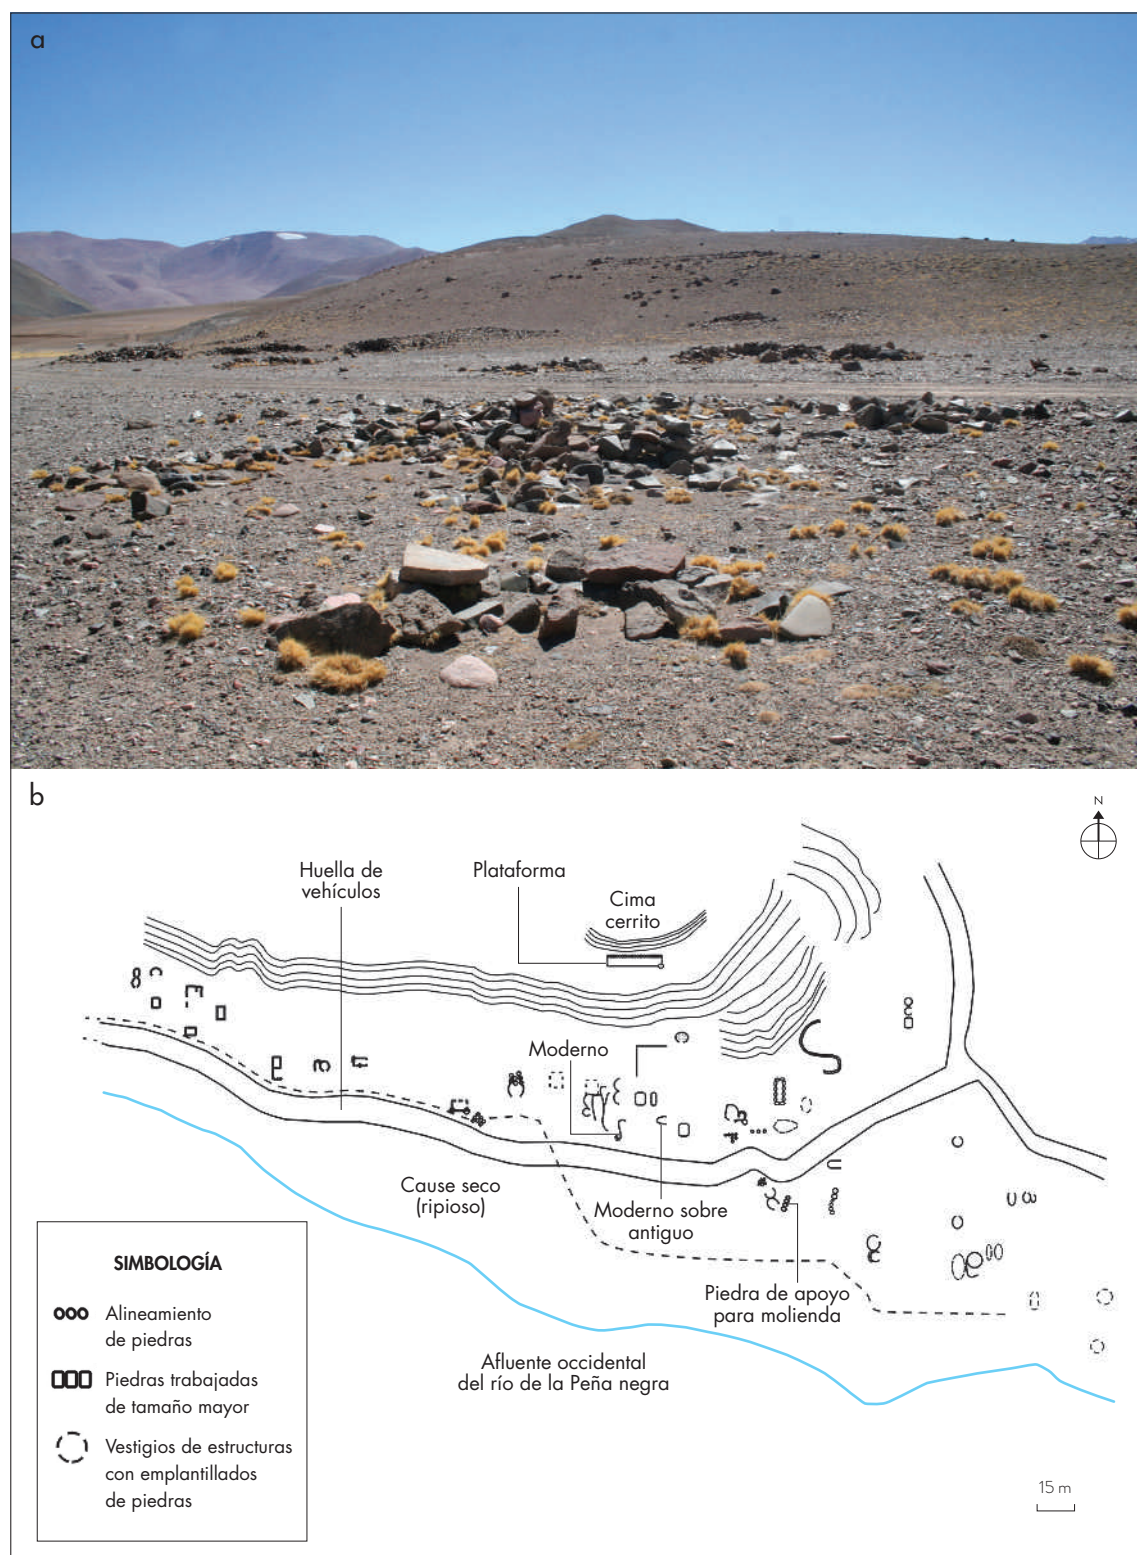 a
b
N
Huella de
vehículos
Plataforma
Cima
cerrito
Moderno
Cause seco
(ripioso)
Moderno sobre
antiguo
Piedra de apoyo
para molienda
Afluente occidental
del río de la Peña negra
SIMBOLOGÍA
Alineamiento
de piedras
Piedras trabajadas
de tamaño mayor
Vestigios de estructuras
con emplantillados
de piedras
15 m